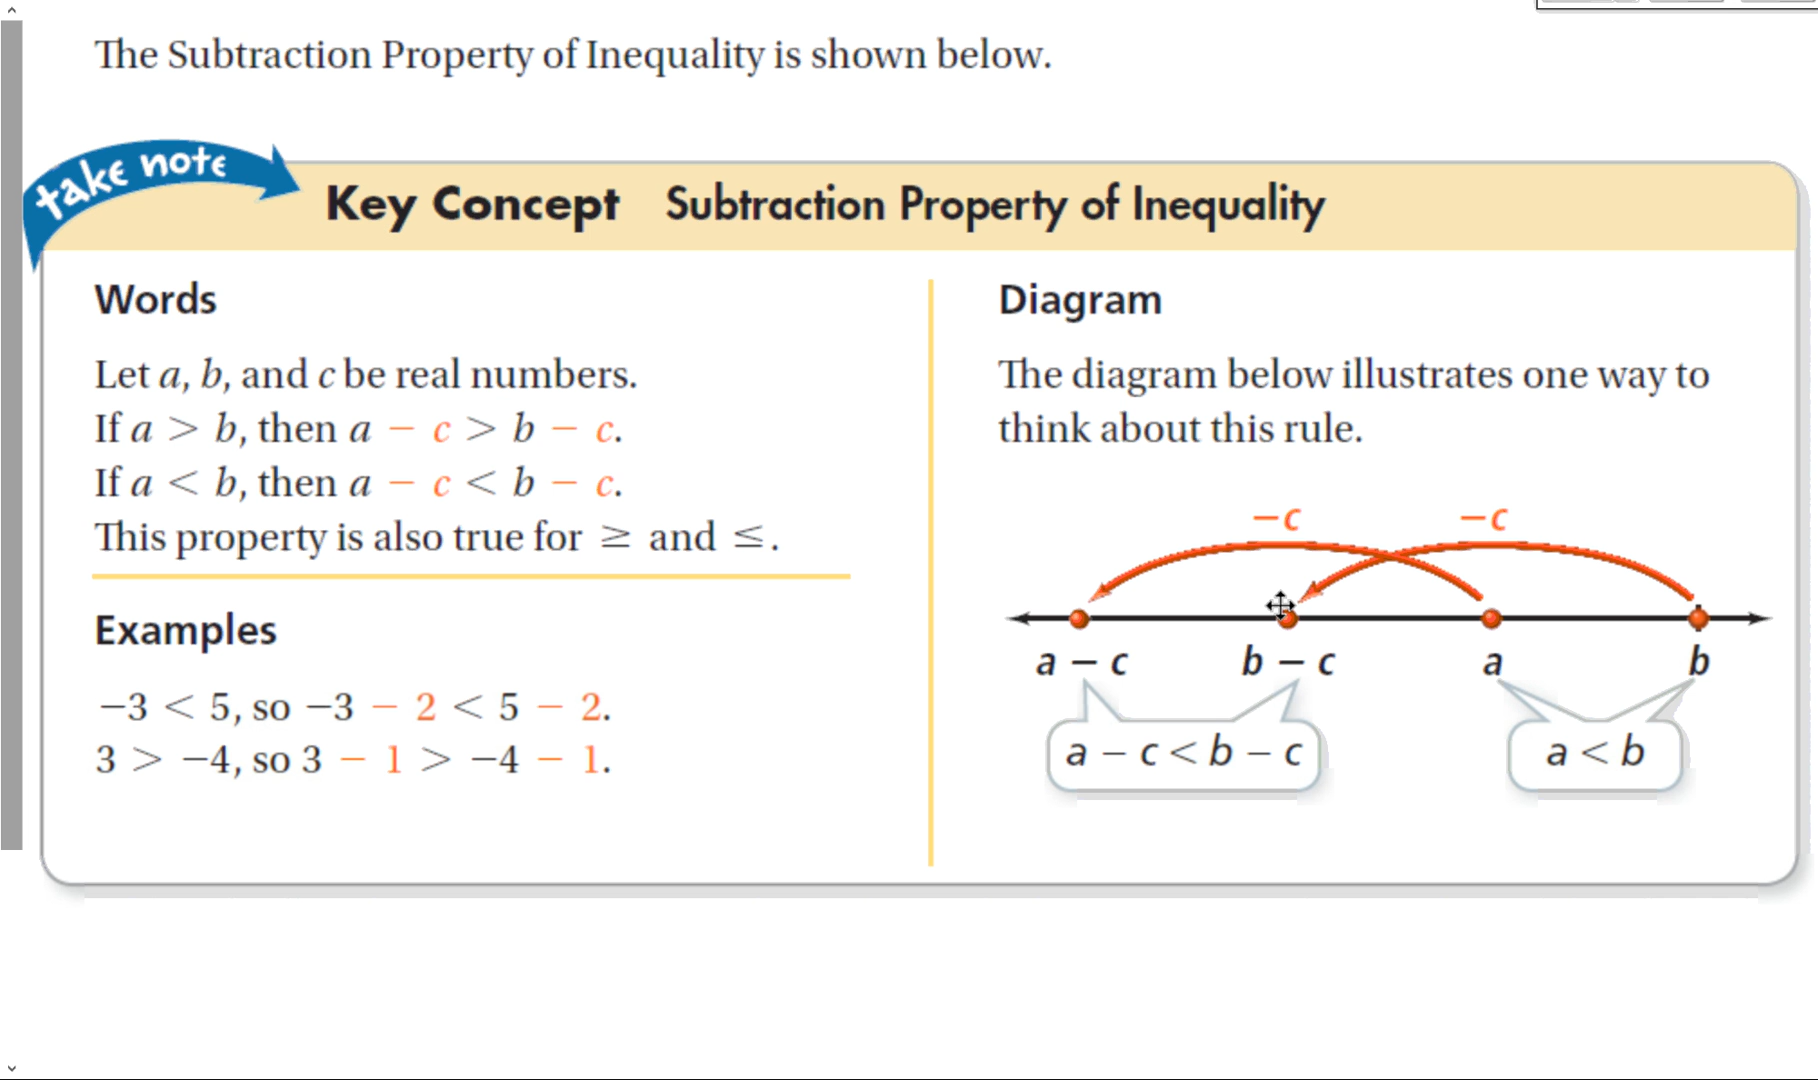 The Subtraction Property of Inequality is shown below.
take note
Key Concept Subtraction Property of Inequality
Words
Let a, b, and c be real numbers.
If a > b, then a − c > b − c.
If a < b, then a − c < b − c.
This property is also true for ≥ and ≤.
Examples
−3 < 5, so −3 − 2 < 5 − 2.
3 > −4, so 3 − 1 > −4 − 1.
Diagram
The diagram below illustrates one way to
think about this rule.
−c −c
a − c b − c a b
a − c < b − c a < b